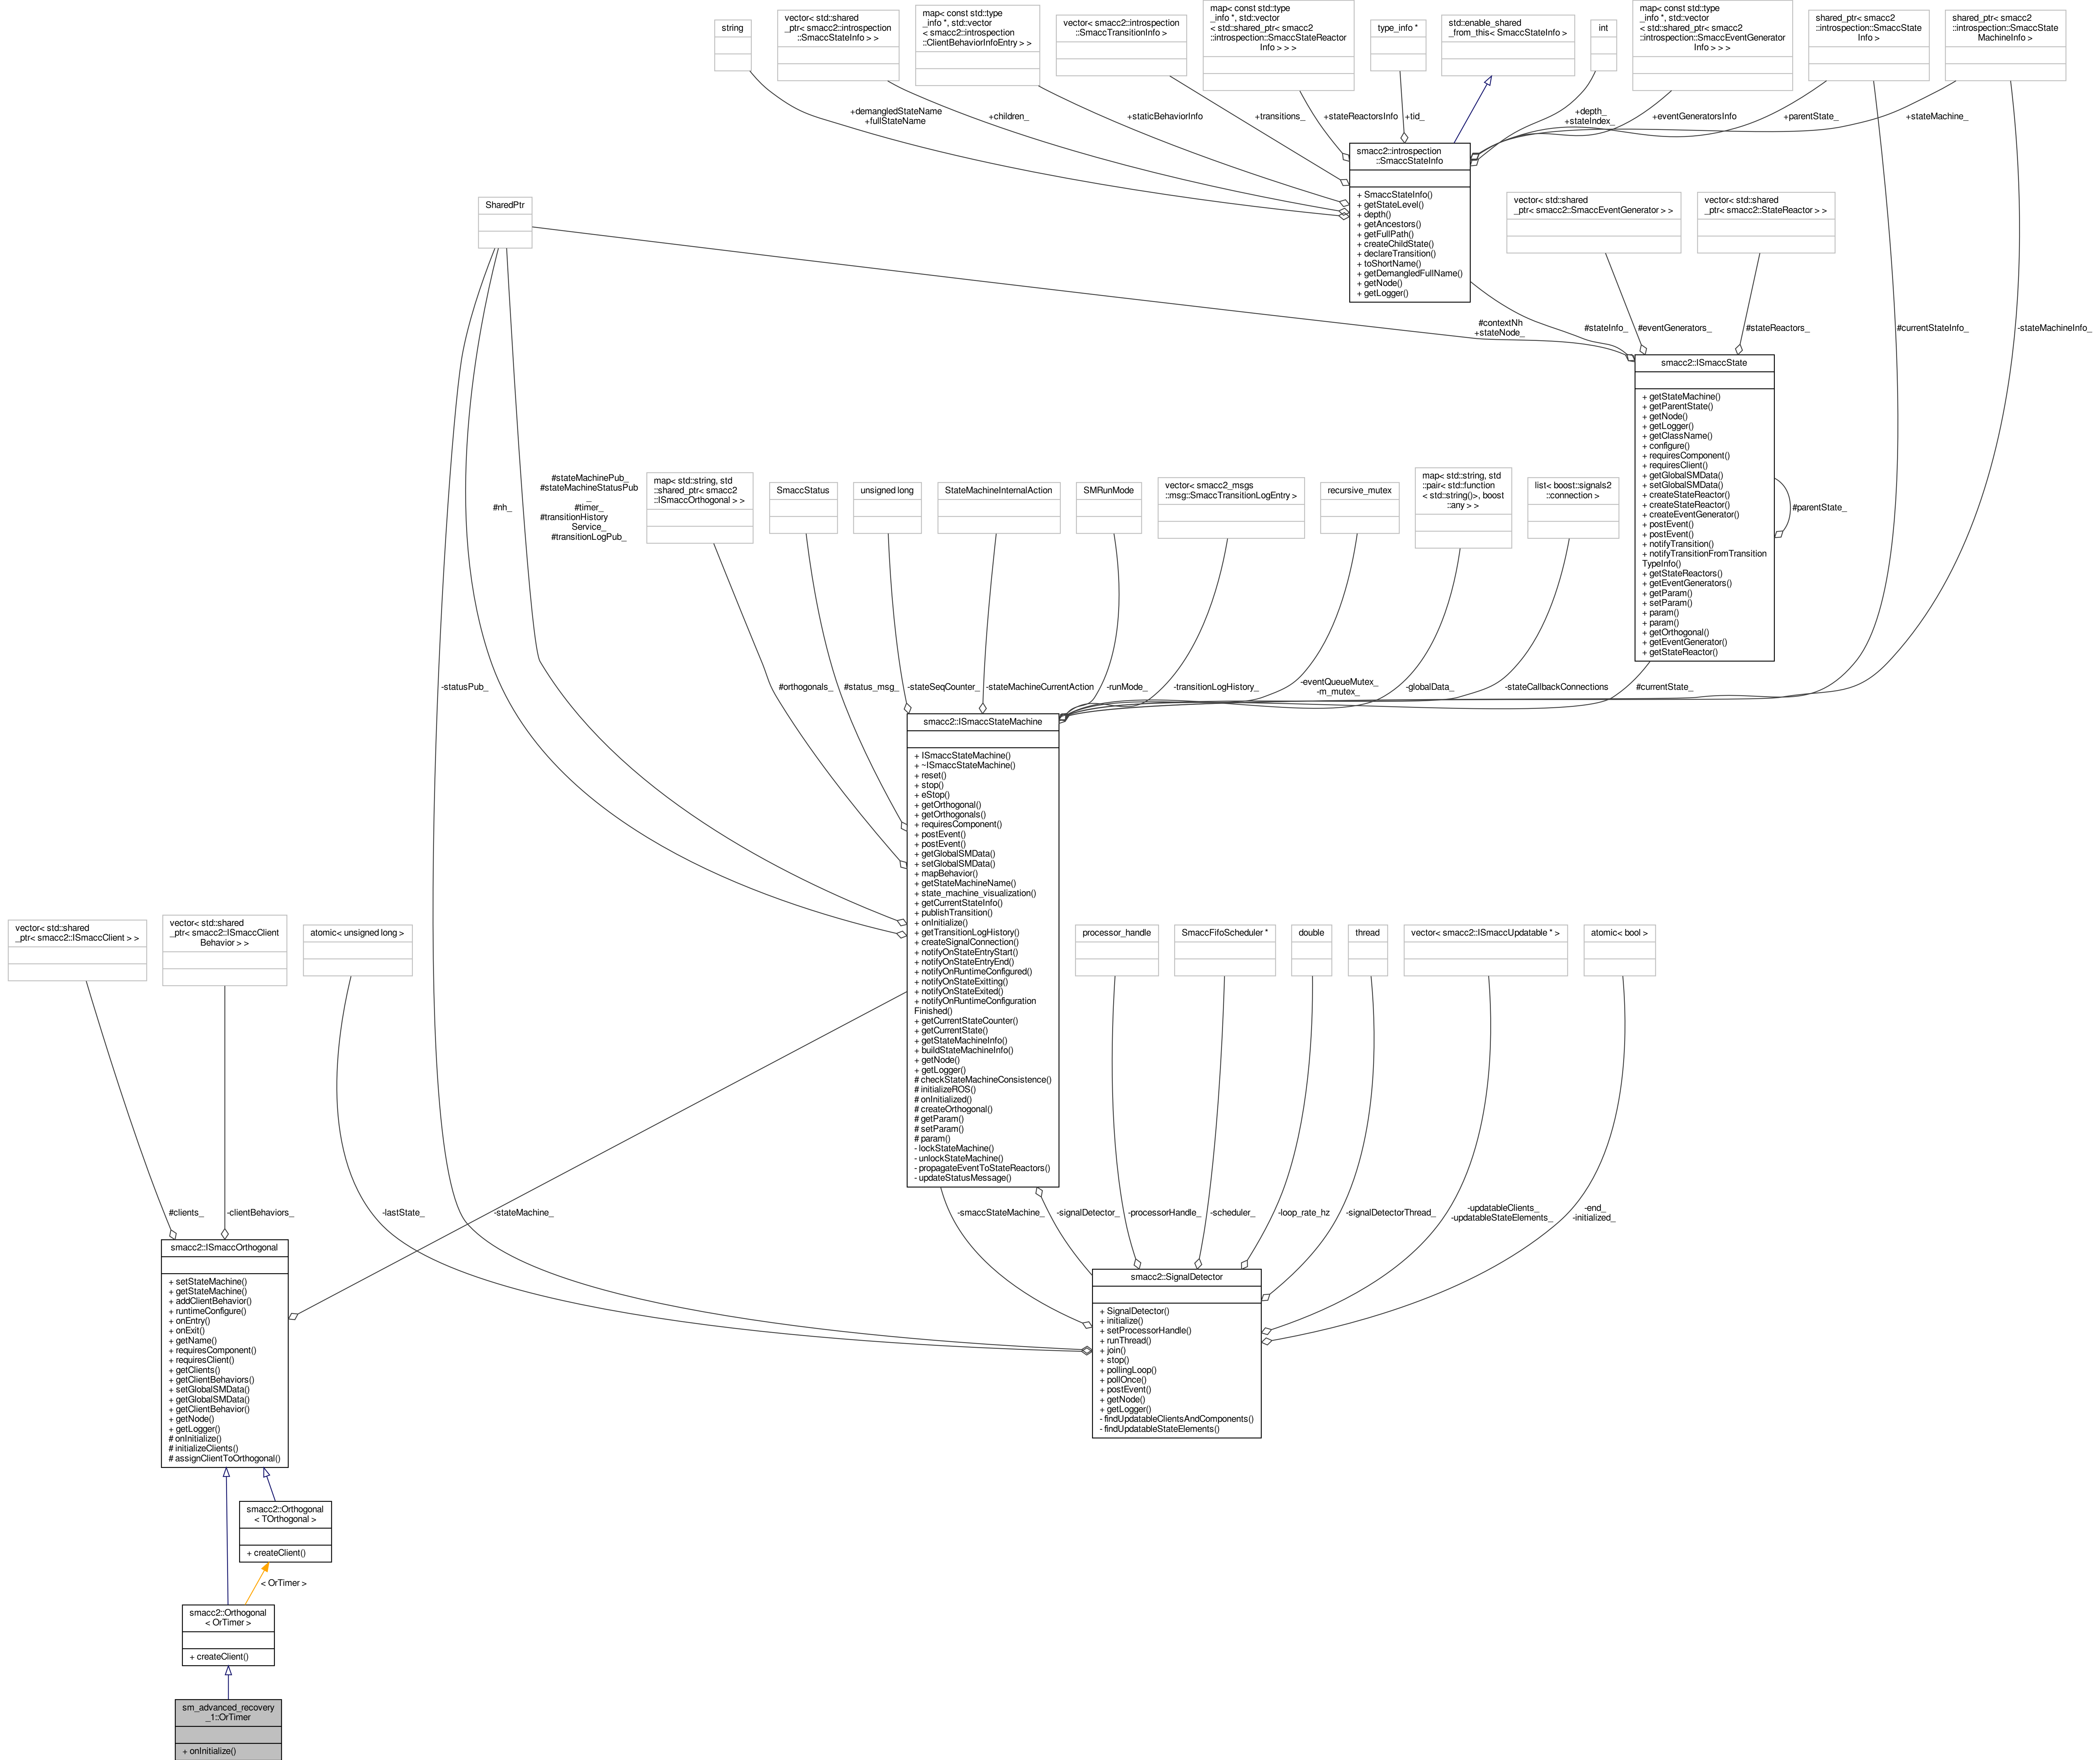 string
vector< std::shared
_ptr< smacc2::introspection
::SmaccStateInfo > >
map< const std::type
_info *, std::vector
< smacc2::introspection
::ClientBehaviorInfoEntry > >
vector< smacc2::introspection
::SmaccTransitionInfo >
map< const std::type
_info *, std::vector
< std::shared_ptr< smacc2
::introspection::SmaccStateReactor
Info > > >
type_info *
std::enable_shared
_from_this< SmaccStateInfo >
int
map< const std::type
_info *, std::vector
< std::shared_ptr< smacc2
::introspection::SmaccEventGenerator
Info > > >
shared_ptr< smacc2
::introspection::SmaccState
Info >
shared_ptr< smacc2
::introspection::SmaccState
MachineInfo >
+demangledStateName
+fullStateName
+children_
+staticBehaviorInfo
+transitions_
+stateReactorsInfo
+tid_
+depth_
+stateIndex_
+eventGeneratorsInfo
+parentState_
+stateMachine_
smacc2::introspection
::SmaccStateInfo
+ SmaccStateInfo()
+ getStateLevel()
+ depth()
+ getAncestors()
+ getFullPath()
+ createChildState()
+ declareTransition()
+ toShortName()
+ getDemangledFullName()
+ getNode()
+ getLogger()
SharedPtr
vector< std::shared
_ptr< smacc2::SmaccEventGenerator > >
vector< std::shared
_ptr< smacc2::StateReactor > >
#contextNh
+stateNode_
#stateInfo_
#eventGenerators_
#stateReactors_
#currentStateInfo_
-stateMachineInfo_
smacc2::ISmaccState
+ getStateMachine()
+ getParentState()
+ getNode()
+ getLogger()
+ getClassName()
+ configure()
+ requiresComponent()
+ requiresClient()
+ getGlobalSMData()
+ setGlobalSMData()
+ createStateReactor()
+ createStateReactor()
+ createEventGenerator()
+ postEvent()
+ postEvent()
+ notifyTransition()
+ notifyTransitionFromTransition
TypeInfo()
+ getStateReactors()
+ getEventGenerators()
+ getParam()
+ setParam()
+ param()
+ param()
+ getOrthogonal()
+ getEventGenerator()
+ getStateReactor()
#parentState_
#nh_
#stateMachinePub_
#stateMachineStatusPub
_
#timer_
#transitionHistory
Service_
#transitionLogPub_
map< std::string, std
::shared_ptr< smacc2
::ISmaccOrthogonal > >
SmaccStatus
unsigned long
StateMachineInternalAction
SMRunMode
vector< smacc2_msgs
::msg::SmaccTransitionLogEntry >
recursive_mutex
map< std::string, std
::pair< std::function
< std::string()>, boost
::any > >
list< boost::signals2
::connection >
-statusPub_
#orthogonals_
#status_msg_
-stateSeqCounter_
-stateMachineCurrentAction
-runMode_
-transitionLogHistory_
-eventQueueMutex_
-m_mutex_
-globalData_
-stateCallbackConnections
#currentState_
smacc2::ISmaccStateMachine
+ ISmaccStateMachine()
+ ~ISmaccStateMachine()
+ reset()
+ stop()
+ eStop()
+ getOrthogonal()
+ getOrthogonals()
+ requiresComponent()
+ postEvent()
+ postEvent()
+ getGlobalSMData()
+ setGlobalSMData()
+ mapBehavior()
+ getStateMachineName()
+ state_machine_visualization()
+ getCurrentStateInfo()
+ publishTransition()
+ onInitialize()
+ getTransitionLogHistory()
+ createSignalConnection()
+ notifyOnStateEntryStart()
+ notifyOnStateEntryEnd()
+ notifyOnRuntimeConfigured()
+ notifyOnStateExitting()
+ notifyOnStateExited()
+ notifyOnRuntimeConfiguration
Finished()
+ getCurrentStateCounter()
+ getCurrentState()
+ getStateMachineInfo()
+ buildStateMachineInfo()
+ getNode()
+ getLogger()
# checkStateMachineConsistence()
# initializeROS()
# onInitialized()
# createOrthogonal()
# getParam()
# setParam()
# param()
- lockStateMachine()
- unlockStateMachine()
- propagateEventToStateReactors()
- updateStatusMessage()
vector< std::shared
_ptr< smacc2::ISmaccClient > >
vector< std::shared
_ptr< smacc2::ISmaccClient
Behavior > >
atomic< unsigned long >
processor_handle
SmaccFifoScheduler *
double
thread
vector< smacc2::ISmaccUpdatable * >
atomic< bool >
#clients_
-clientBehaviors_
-lastState_
-stateMachine_
-smaccStateMachine_
-signalDetector_
-processorHandle_
-scheduler_
-loop_rate_hz
-signalDetectorThread_
-updatableClients_
-updatableStateElements_
-end_
-initialized_
smacc2::ISmaccOrthogonal
+ setStateMachine()
+ getStateMachine()
+ addClientBehavior()
+ runtimeConfigure()
+ onEntry()
+ onExit()
+ getName()
+ requiresComponent()
+ requiresClient()
+ getClients()
+ getClientBehaviors()
+ setGlobalSMData()
+ getGlobalSMData()
+ getClientBehavior()
+ getNode()
+ getLogger()
# onInitialize()
# initializeClients()
# assignClientToOrthogonal()
smacc2::SignalDetector
+ SignalDetector()
+ initialize()
+ setProcessorHandle()
+ runThread()
+ join()
+ stop()
+ pollingLoop()
+ pollOnce()
+ postEvent()
+ getNode()
+ getLogger()
- findUpdatableClientsAndComponents()
- findUpdatableStateElements()
smacc2::Orthogonal
< TOrthogonal >
+ createClient()
< OrTimer >
smacc2::Orthogonal
< OrTimer >
+ createClient()
sm_advanced_recovery
_1::OrTimer
+ onInitialize()